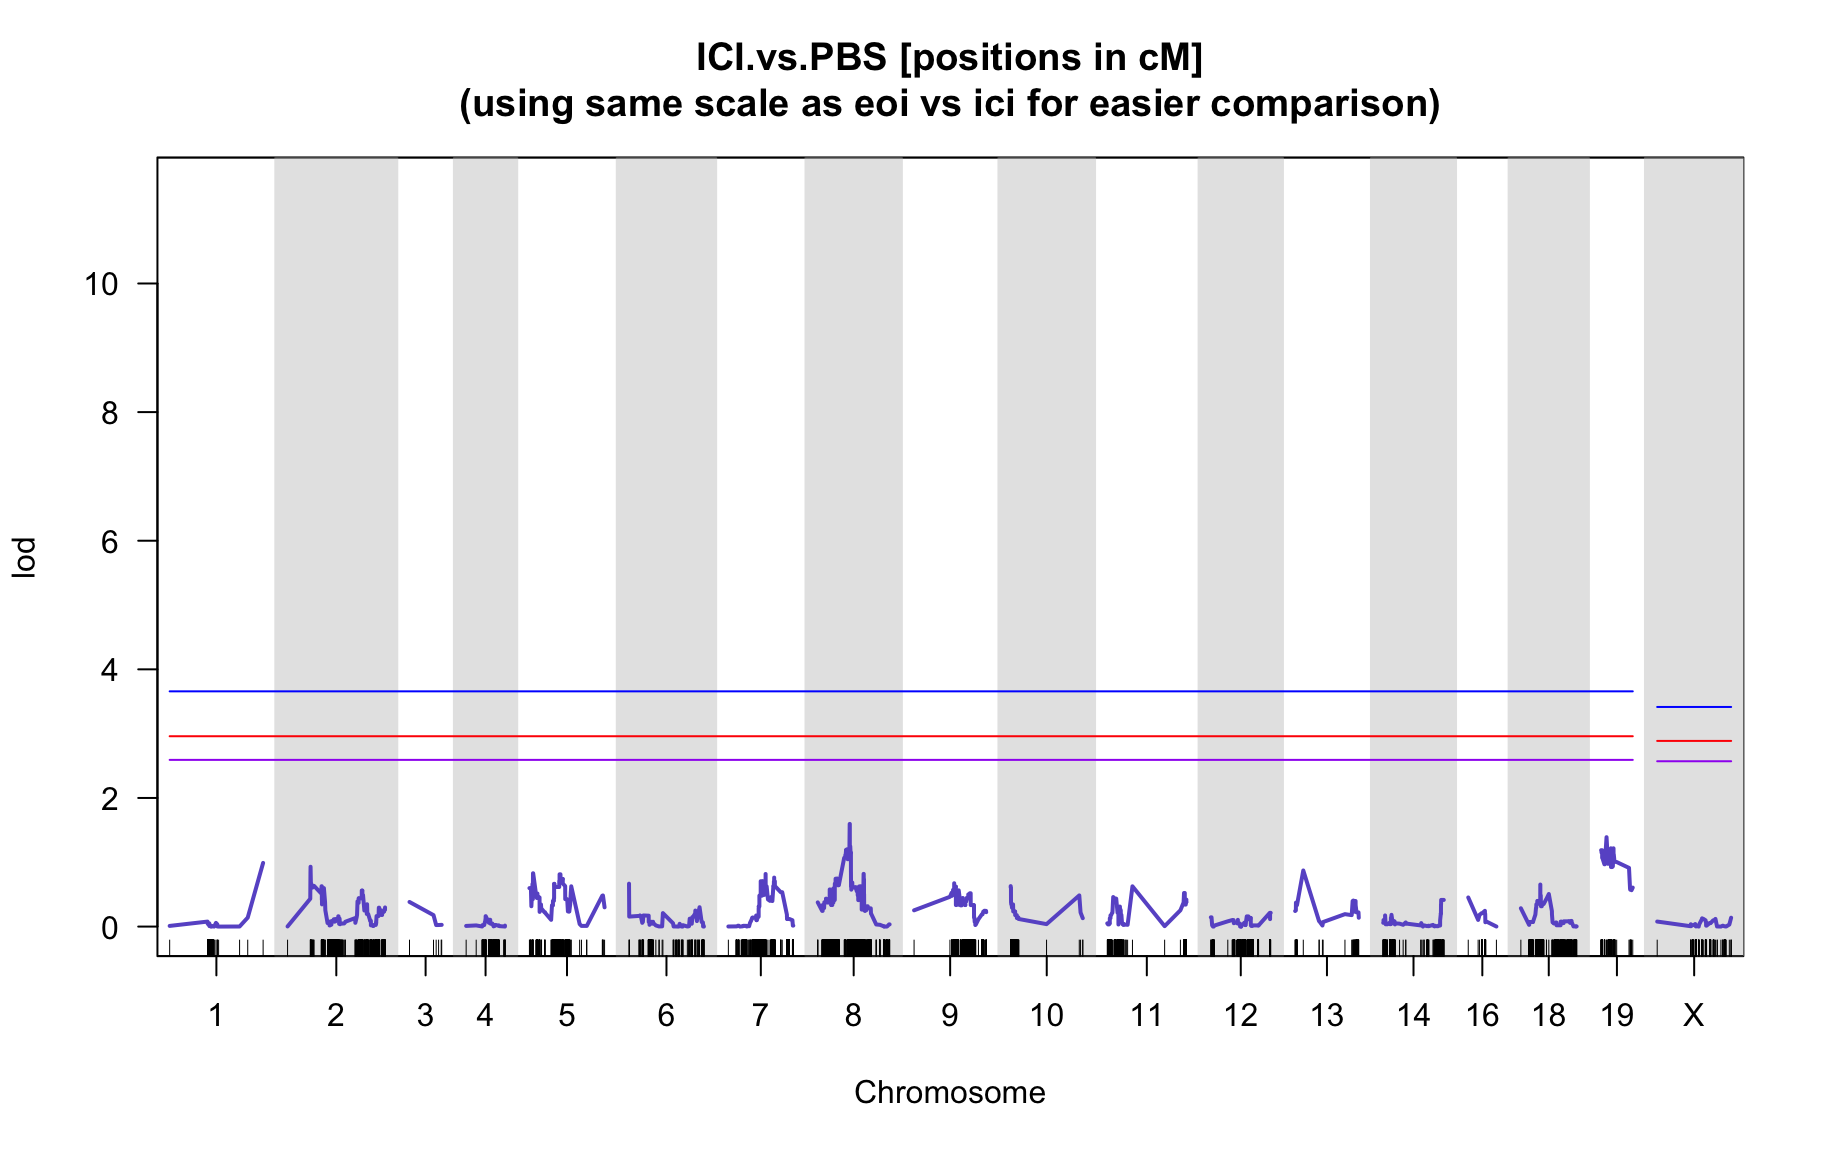 ICI.vs.PBS [positions in cM]
(using same scale as eoi vs ici for easier comparison)
10
8
6
4
2
0
lod
1 2 3 4 5 6 7 8 9 10 11 12 13 14 16 18 19 X
Chromosome